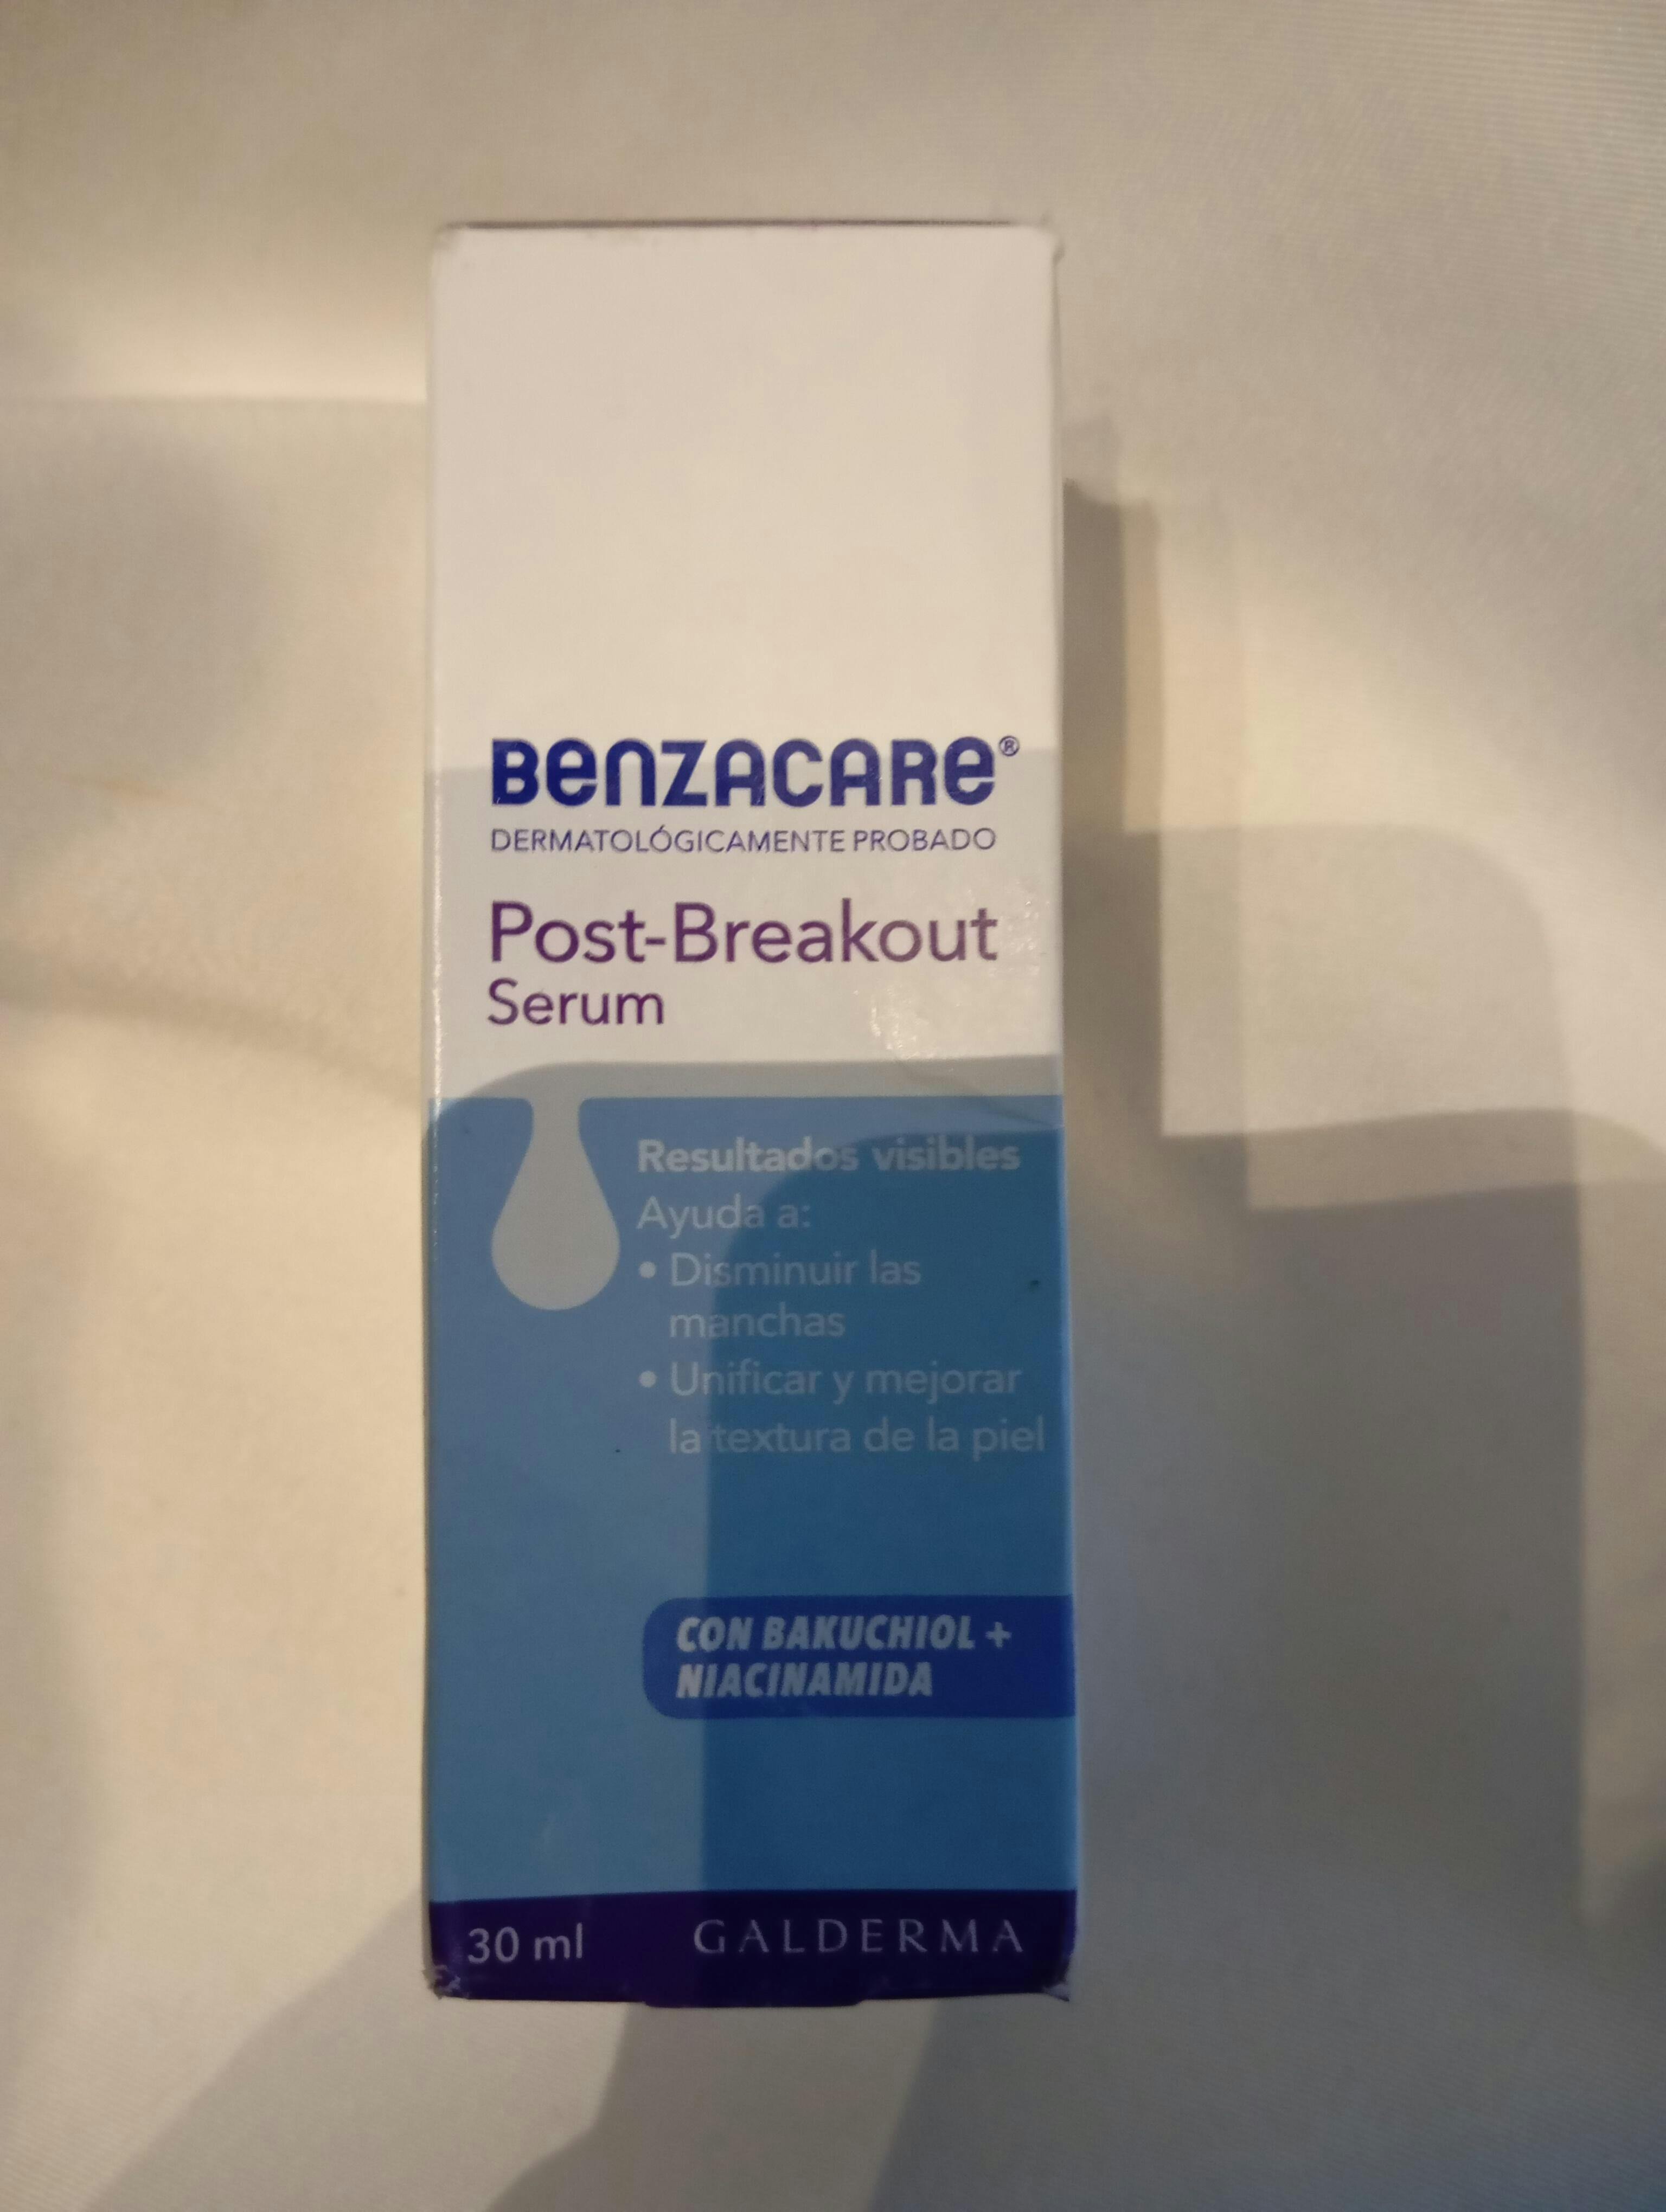 BENZACARE®
DERMATOLÓGICAMENTE PROBADO
Post-Breakout
Serum
Resultados visibles
Ayuda a:
• Disminuir las
manchas
• Unificar y mejorar
la textura de la piel
CON BAKUCHIOL +
NIACINAMIDA
30 ml GALDERMA